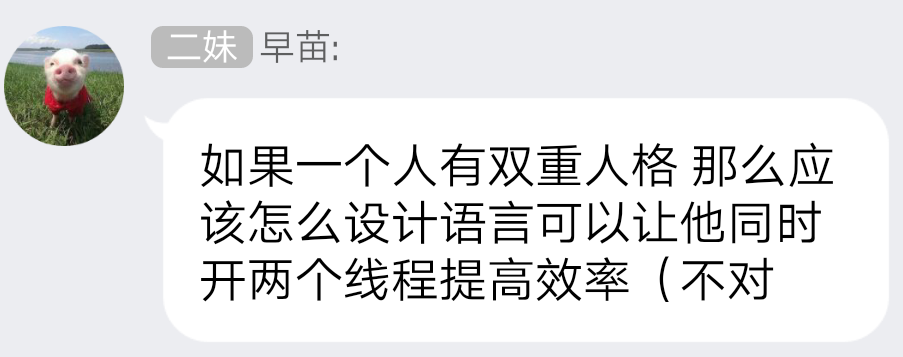 二妹 早苗:
如果一个人有双重人格 那么应
该怎么设计语言可以让他同时
开两个线程提高效率（不对